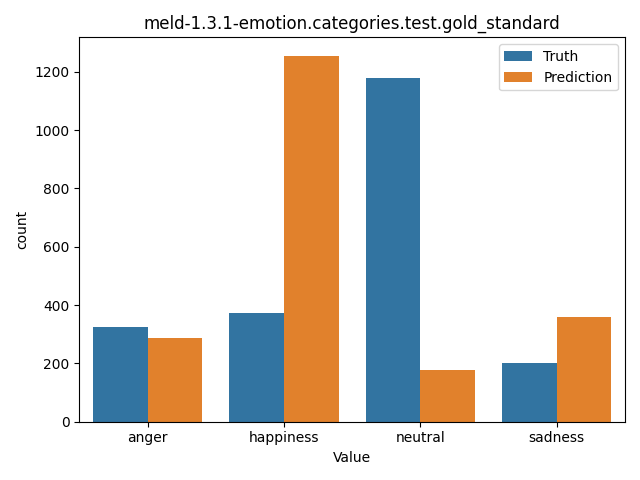 meld-1.3.1-emotion.categories.test.gold_standard
Truth
Prediction
1200
1000
800
600
400
200
0
count
anger happiness neutral sadness
Value